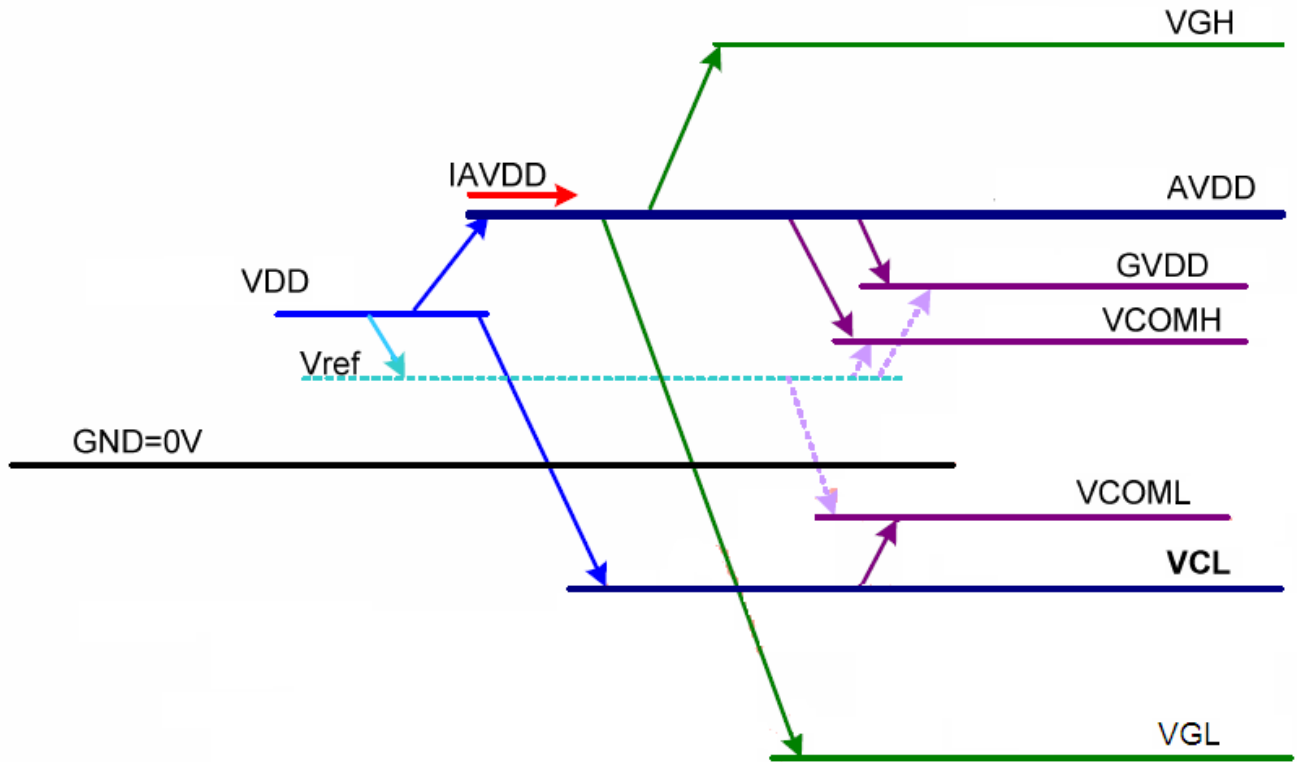 VGH
IAVDD
AVDD
VDD
GVDD
VCOMH
Vref
GND=0V
VCOML
VCL
VGL